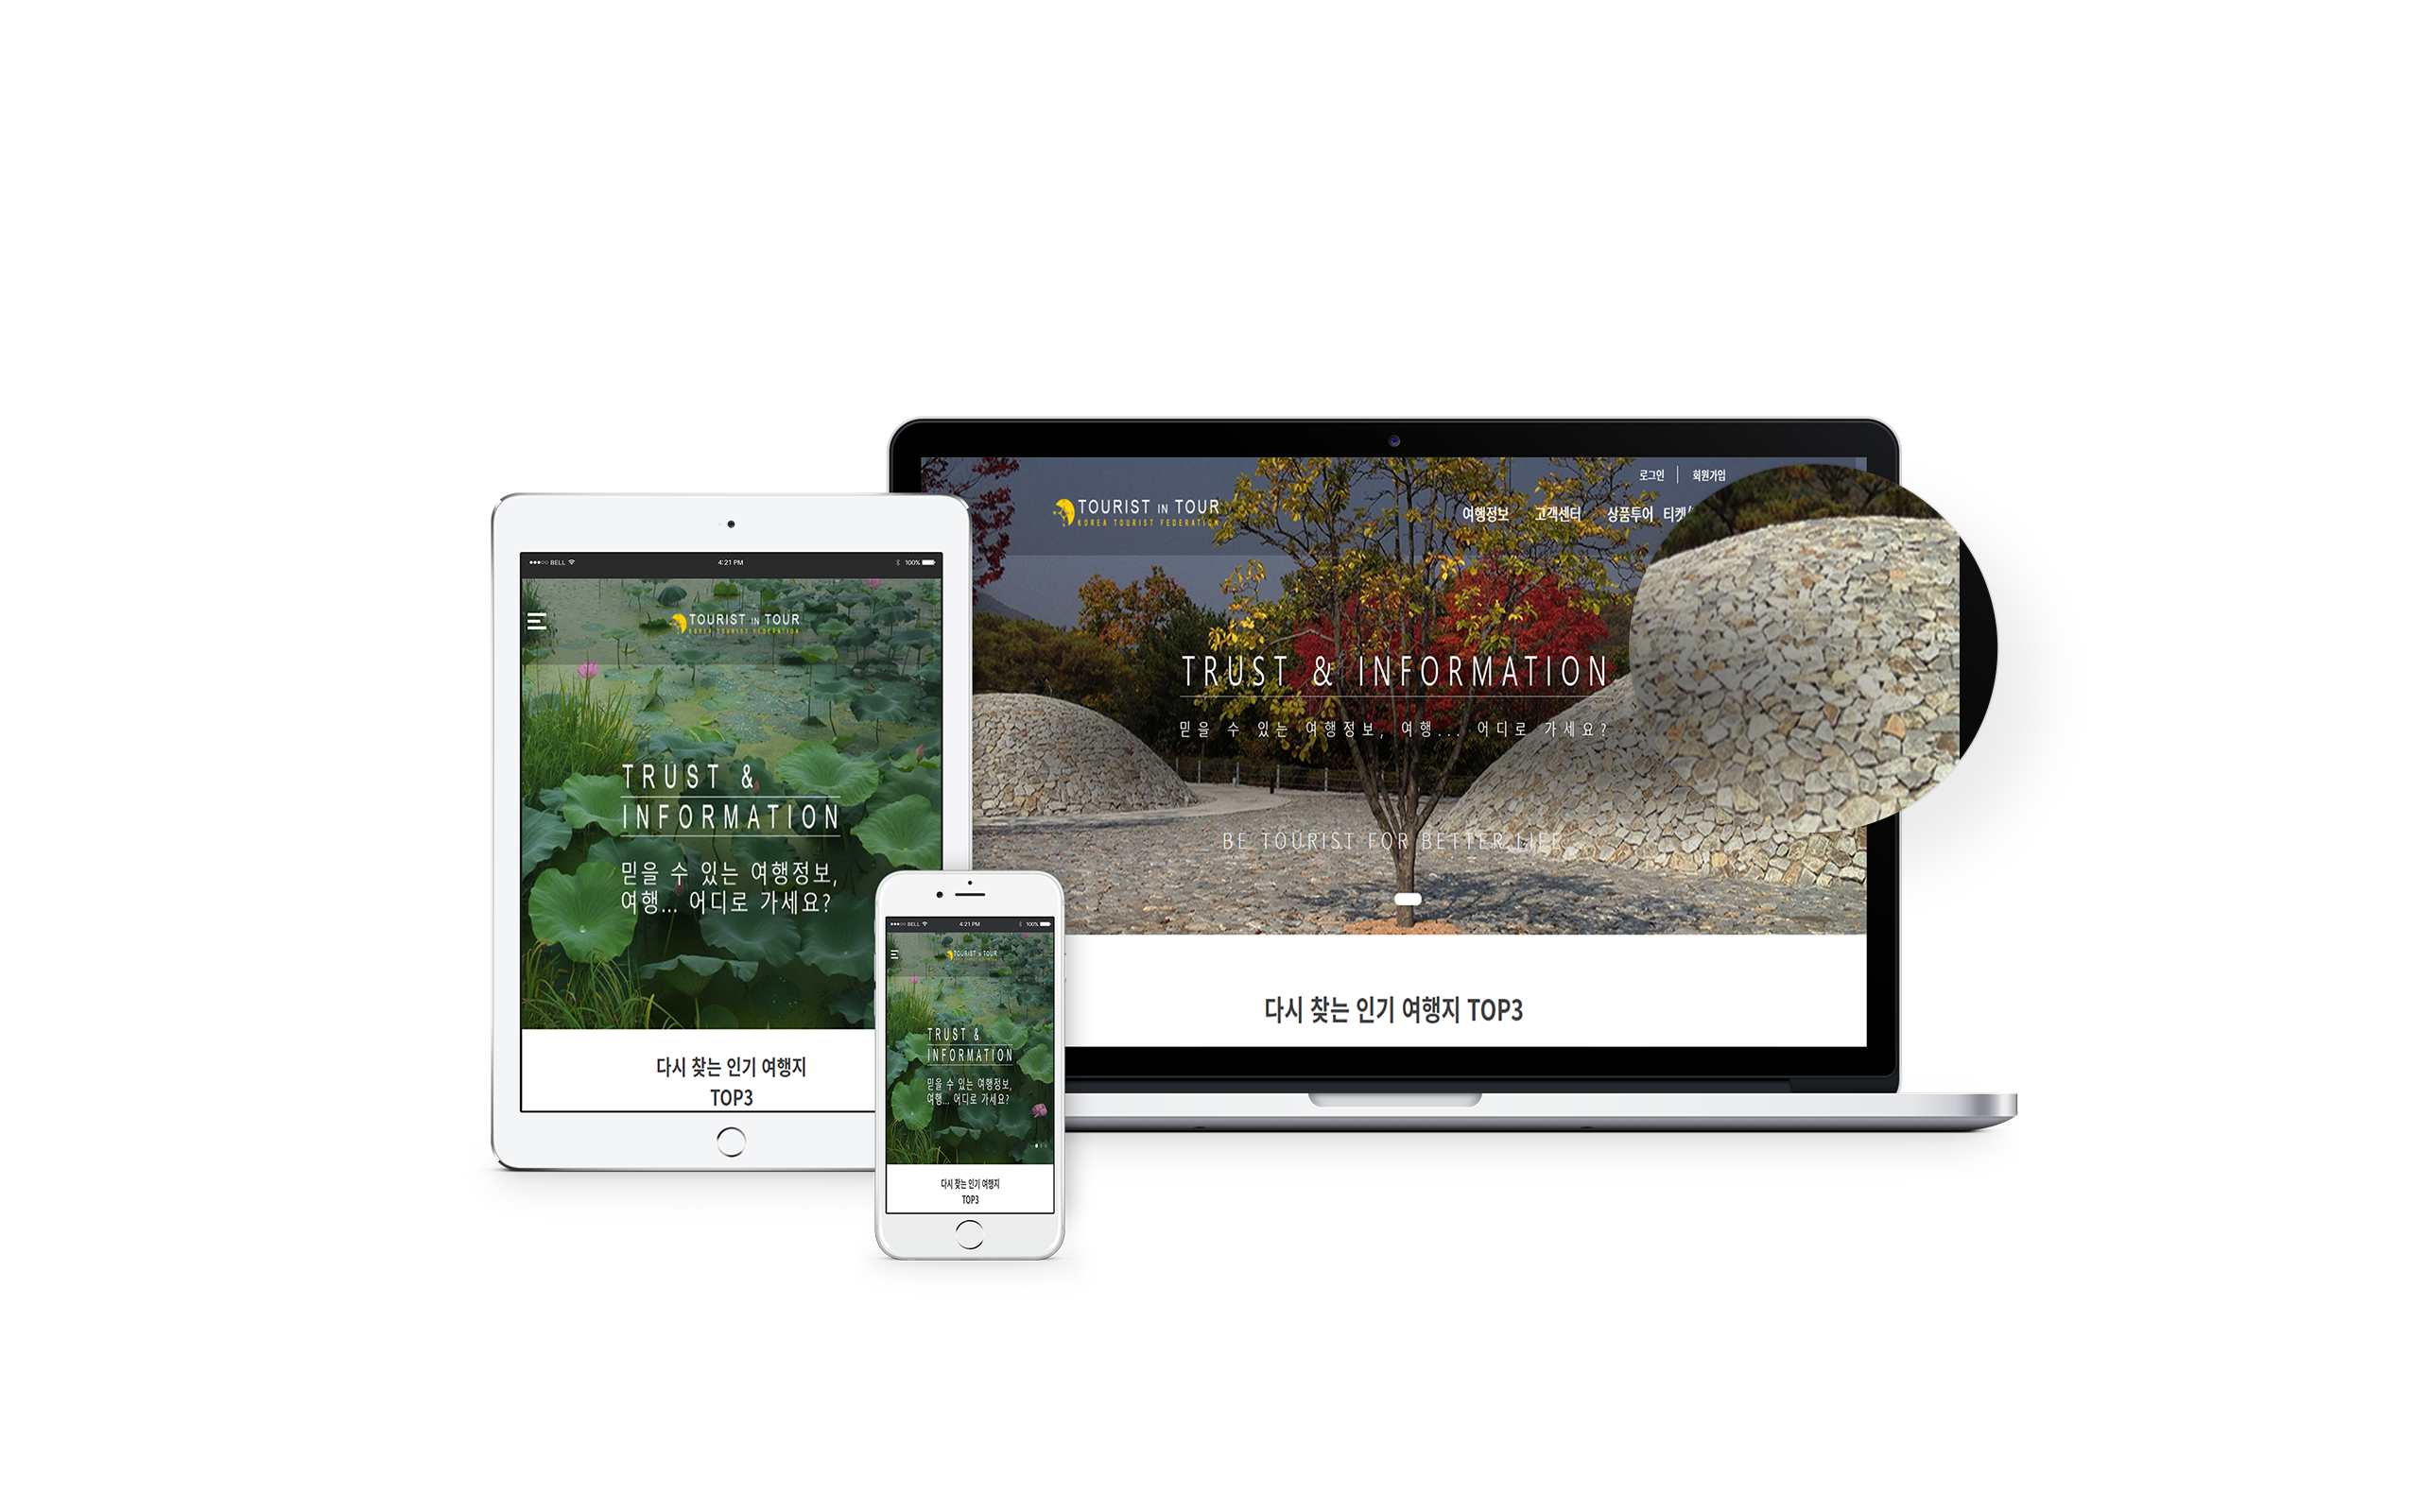 ●●●○○ BELL
4:21 PM
100%
TOURIST IN TOUR
KOREA TOURIST FEDERATION
TRUST &
INFORMATION
믿을 수 있는 여행정보,
여행... 어디로 가세요?
다시 찾는 인기 여행지
TOP3
●●●○○ BELL
4:21 PM
100%
TOURIST IN TOUR
TRUST &
INFORMATION
믿을 수 있는 여행정보,
여행... 어디로 가세요?
다시 찾는 인기 여행지
TOP3
로그인 | 회원가입
TOURIST IN TOUR
KOREA TOURIST FEDERATION
여행정보 고객센터 상품투어 티켓
TRUST & INFORMATION
믿을 수 있는 여행정보, 여행... 어디로 가세요?
BE TOURIST FOR BETTER LIFE
다시 찾는 인기 여행지 TOP3